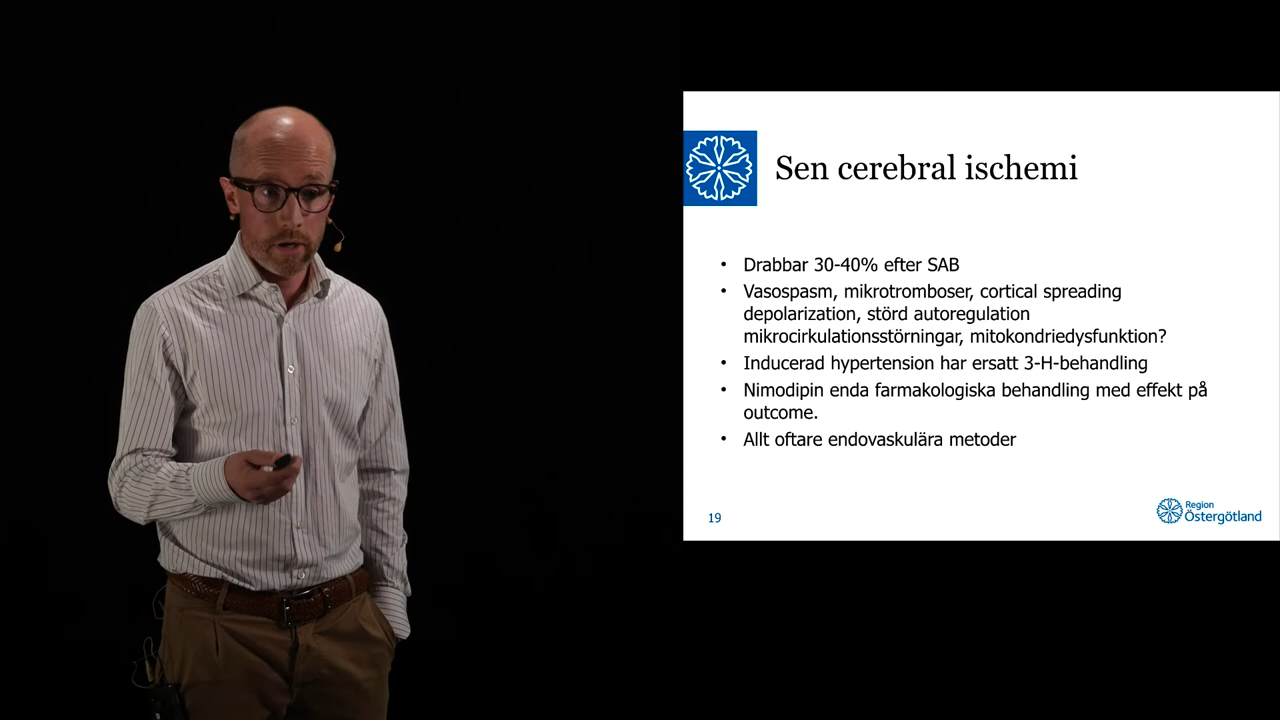 Sen cerebral ischemi
• Drabbar 30-40% efter SAB
• Vasospasm, mikrotromboser, cortical spreading
depolarization, störd autoregulation
mikrocirkulationsstörningar, mitokondriedysfunktion?
• Inducerad hypertension har ersatt 3-H-behandling
• Nimodipin enda farmakologiska behandling med effekt på
outcome.
• Allt oftare endovaskulära metoder
19
Region
Östergötland